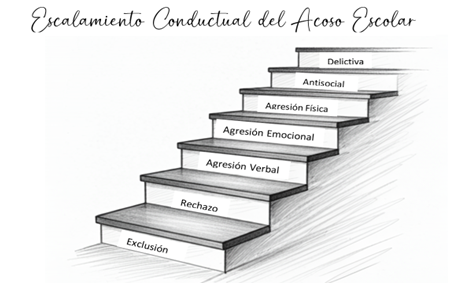 Escalamiento Conductual del Acoso Escolar
Delictiva
Antisocial
Agresión Física
Agresión Emocional
Agresión Verbal
Rechazo
Exclusión